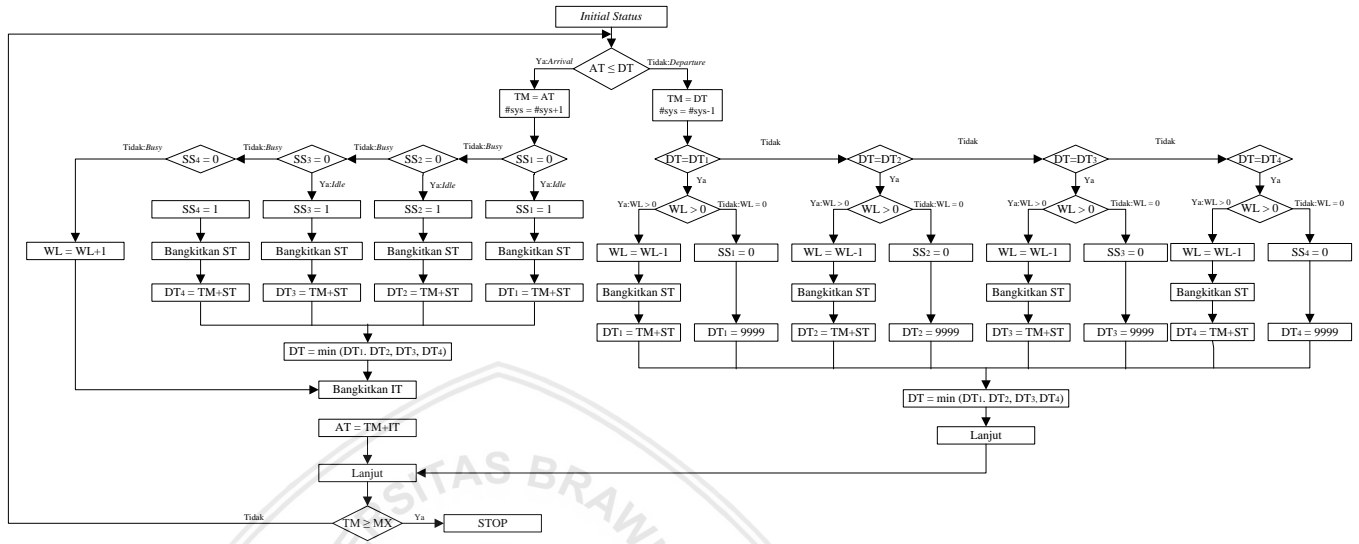 Initial Status
AT ≤ DT
Ya:Arrival
Tidak:Departure
TM = AT
#sys = #sys+1
TM = DT
#sys = #sys-1
Tidak:Busy
Tidak:Busy
Tidak:Busy
Tidak:Busy
SS4 = 0
SS3 = 0
SS2 = 0
SS1 = 0
Ya:Idle
Ya:Idle
Ya:Idle
SS4 = 1
SS3 = 1
SS2 = 1
SS1 = 1
WL = WL+1
Bangkitkan ST
Bangkitkan ST
Bangkitkan ST
Bangkitkan ST
DT4 = TM+ST
DT3 = TM+ST
DT2 = TM+ST
DT1 = TM+ST
DT = min (DT1. DT2, DT3, DT4)
Bangkitkan IT
AT = TM+IT
Tidak
Tidak
Tidak
DT=DT1
DT=DT2
DT=DT3
DT=DT4
Ya
Ya
Ya
Ya
Ya:WL > 0
WL > 0
Tidak:WL = 0
Ya:WL > 0
WL > 0
Tidak:WL = 0
Ya:WL > 0
WL > 0
Tidak:WL = 0
Ya:WL > 0
WL > 0
Tidak:WL = 0
WL = WL-1
SS1 = 0
WL = WL-1
SS2 = 0
WL = WL-1
SS3 = 0
WL = WL-1
SS4 = 0
Bangkitkan ST
Bangkitkan ST
Bangkitkan ST
Bangkitkan ST
DT1 = TM+ST
DT1 = 9999
DT2 = TM+ST
DT2 = 9999
DT3 = TM+ST
DT3 = 9999
DT4 = TM+ST
DT4 = 9999
DT = min (DT1. DT2, DT3. DT4)
Lanjut
Lanjut
TM ≥ MX
Tidak
Ya
STOP
SITAS BRAW